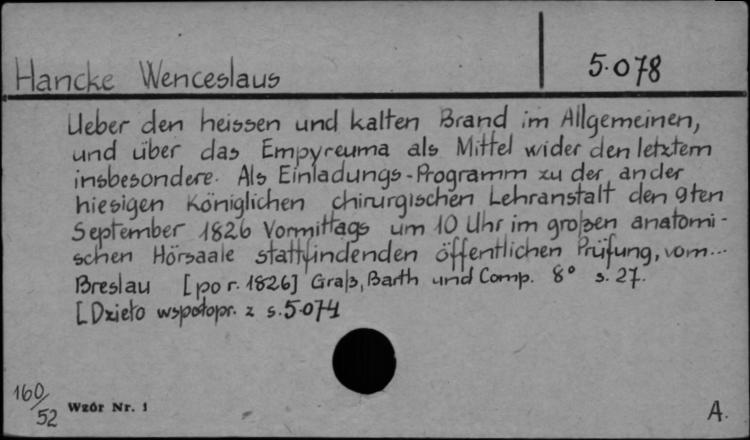 Hancke Wenceslaus 5.078
Ueber den heissen und kalten Brand im Allgemeinen,
und über das Empyreuma als Mittel wider den letztem
insbesondere. Als Einladungs-Programm zu der an der
hiesigen Königlichen chirurgischen Lehranstalt den 9ten
September 1826 Vormittags um 10 Uhr im großen anatomi-
schen Hörsaale stattfindenden öffentlichen Prüfung, vom...
Breslau [po r. 1826] Graß, Barth und Comp. 8° s. 27.
[Dzieło współopr. z s.5.074
160/52 Wzór Nr. 1 A.